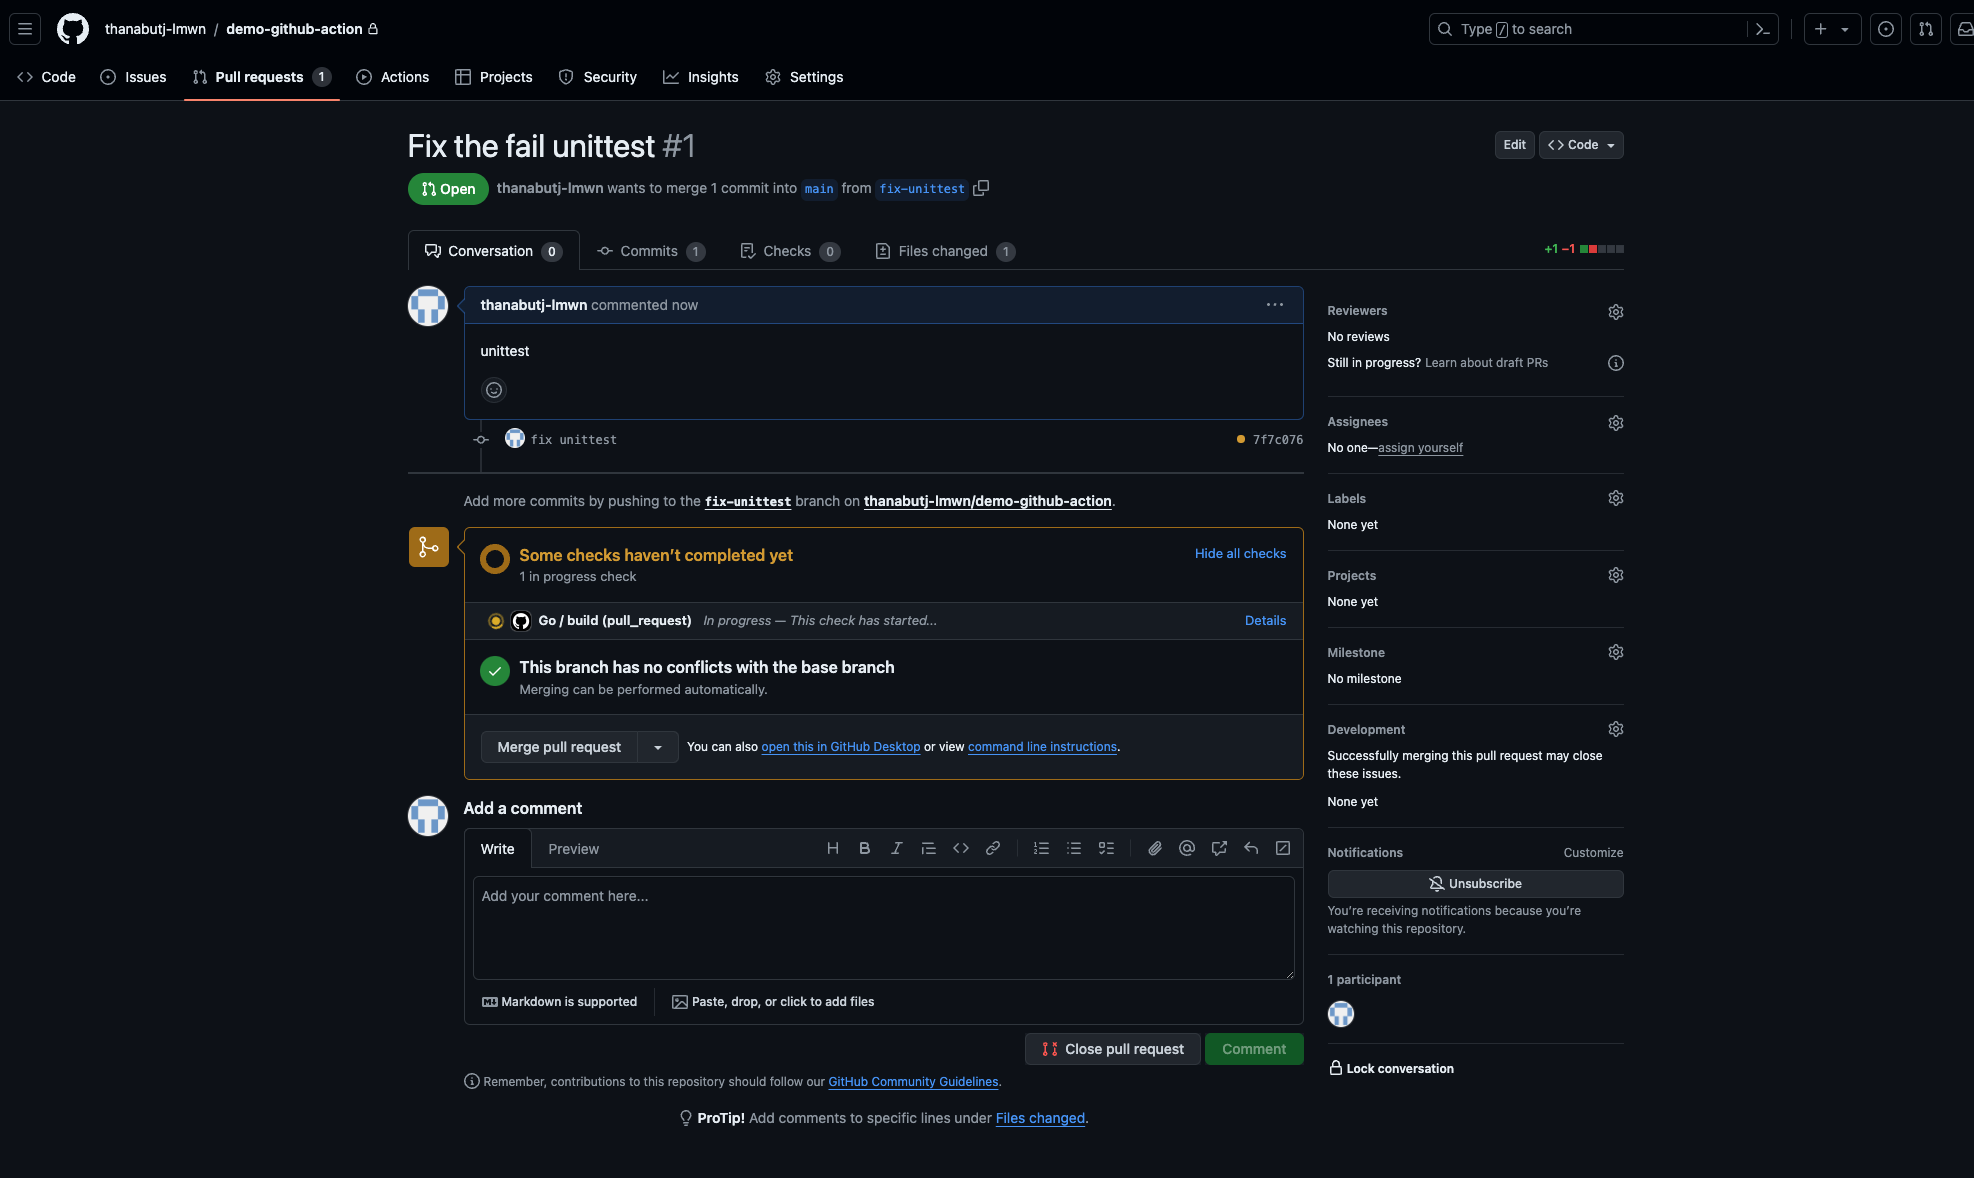 thanabutj-lmwn / demo-github-action
Type / to search
Code
Issues
Pull requests 1
Actions
Projects
Security
Insights
Settings
Fix the fail unittest #1
Edit
Code
Open
thanabutj-lmwn wants to merge 1 commit into main from fix-unittest
Conversation 0
Commits 1
Checks 0
Files changed 1
+1 −1
thanabutj-lmwn commented now
unittest
fix unittest
7f7c076
Add more commits by pushing to the fix-unittest branch on thanabutj-lmwn/demo-github-action.
Some checks haven’t completed yet
Hide all checks
1 in progress check
Go / build (pull_request) In progress — This check has started...
Details
This branch has no conflicts with the base branch
Merging can be performed automatically.
Merge pull request
You can also open this in GitHub Desktop or view command line instructions.
Add a comment
Write
Preview
Add your comment here...
Markdown is supported
Paste, drop, or click to add files
Close pull request
Comment
Remember, contributions to this repository should follow our GitHub Community Guidelines.
ProTip! Add comments to specific lines under Files changed.
Reviewers
No reviews
Still in progress? Learn about draft PRs
Assignees
No one—assign yourself
Labels
None yet
Projects
None yet
Milestone
No milestone
Development
Successfully merging this pull request may close
these issues.
None yet
Notifications
Customize
Unsubscribe
You’re receiving notifications because you’re
watching this repository.
1 participant
Lock conversation